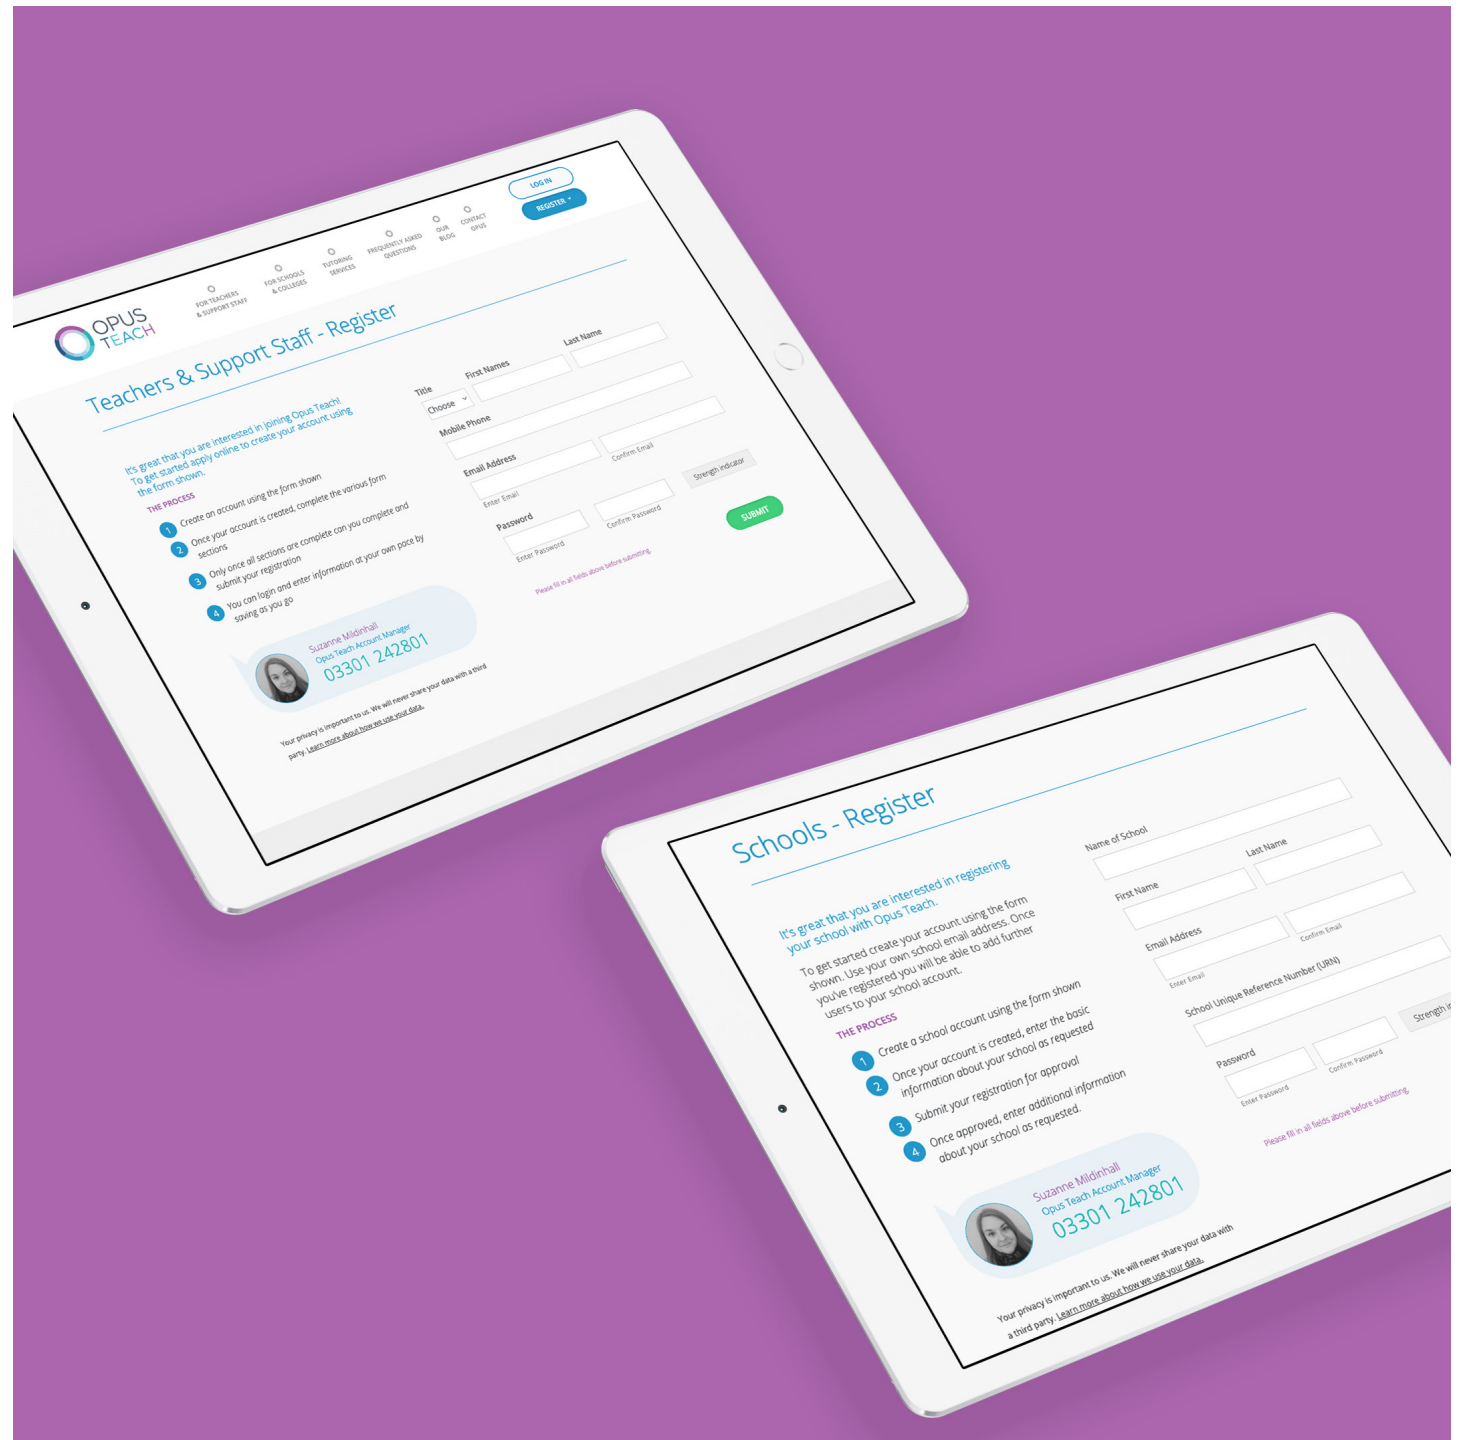 OPUS
TEACH
FOR TEACHERS
& SUPPORT STAFF
FOR SCHOOLS
& COLLEGES
TUTORING
SERVICES
FREQUENTLY ASKED
QUESTIONS
OUR
BLOG
CONTACT
OPUS
LOG IN
REGISTER
Teachers & Support Staff - Register
It's great that you are interested in joining Opus Teach!
To get started apply online to create your account using
the form shown.
THE PROCESS
1 Create an account using the form shown
2 Once your account is created, complete the various form
sections
3 Only once all sections are complete can you complete and
submit your registration
4 You can login and enter information at your own pace by
saving as you go
Suzanne Mildinhall
Opus Teach Account Manager
03301 242801
Your privacy is important to us. We will never share your data with a third
party. Learn more about how we use your data.
Title
First Names
Last Name
Choose
Mobile Phone
Email Address
Enter Email
Confirm Email
Password
Enter Password
Confirm Password
Strength indicator
SUBMIT
Please fill in all fields above before submitting.
Schools - Register
It's great that you are interested in registering
your school with Opus Teach.
To get started create your account using the form
shown. Use your own school email address. Once
you've registered you will be able to add further
users to your school account.
THE PROCESS
1 Create a school account using the form shown
2 Once your account is created, enter the basic
information about your school as requested
3 Submit your registration for approval
4 Once approved, enter additional information
about your school as requested.
Suzanne Mildinhall
Opus Teach Account Manager
03301 242801
Your privacy is important to us. We will never share your data with
a third party. Learn more about how we use your data.
Name of School
First Name
Last Name
Email Address
Enter Email
Confirm Email
School Unique Reference Number (URN)
Password
Enter Password
Confirm Password
Strength in
Please fill in all fields above before submitting.